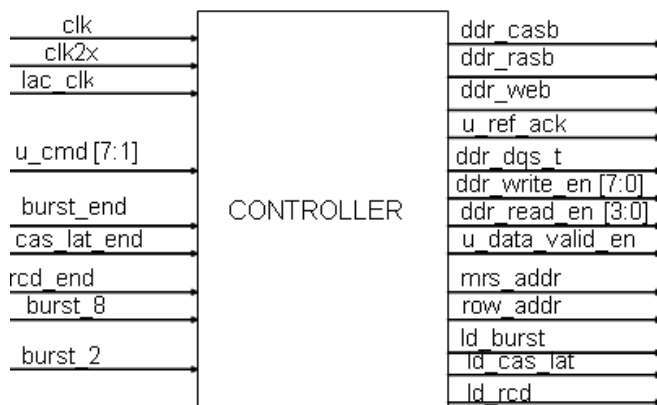 clk
clk2x
lac_clk
u_cmd [7:1]
burst_end
cas_lat_end
rcd_end
burst_8
burst_2
CONTROLLER
ddr_casb
ddr_rasb
ddr_web
u_ref_ack
ddr_dqs_t
ddr_write_en [7:0]
ddr_read_en [3:0]
u_data_valid_en
mrs_addr
row_addr
ld_burst
ld_cas_lat
ld_rcd